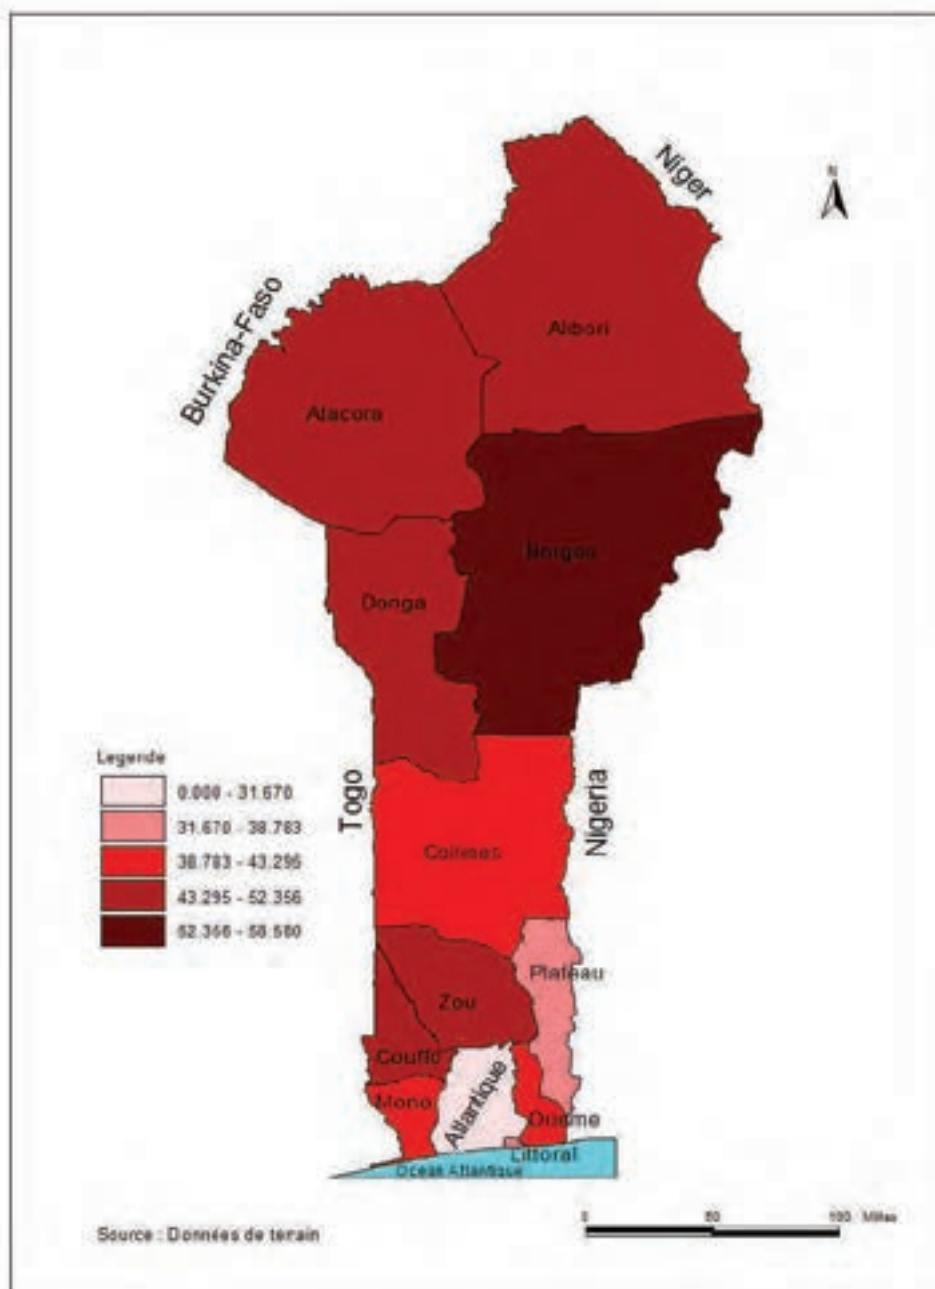 Niger
N
Burkina-Faso
Alibori
Atacora
Borgou
Donga
Legende
0.000 - 31.670
31.670 - 38.783
38.783 - 43.295
43.295 - 52.356
52.356 - 58.580
Togo
Nigeria
Collines
Plateau
Zou
Couffo
Mono
Atlantique
Oueme
Littoral
Ocean Atlantique
Source : Données de terrain
0 50 100 Miles